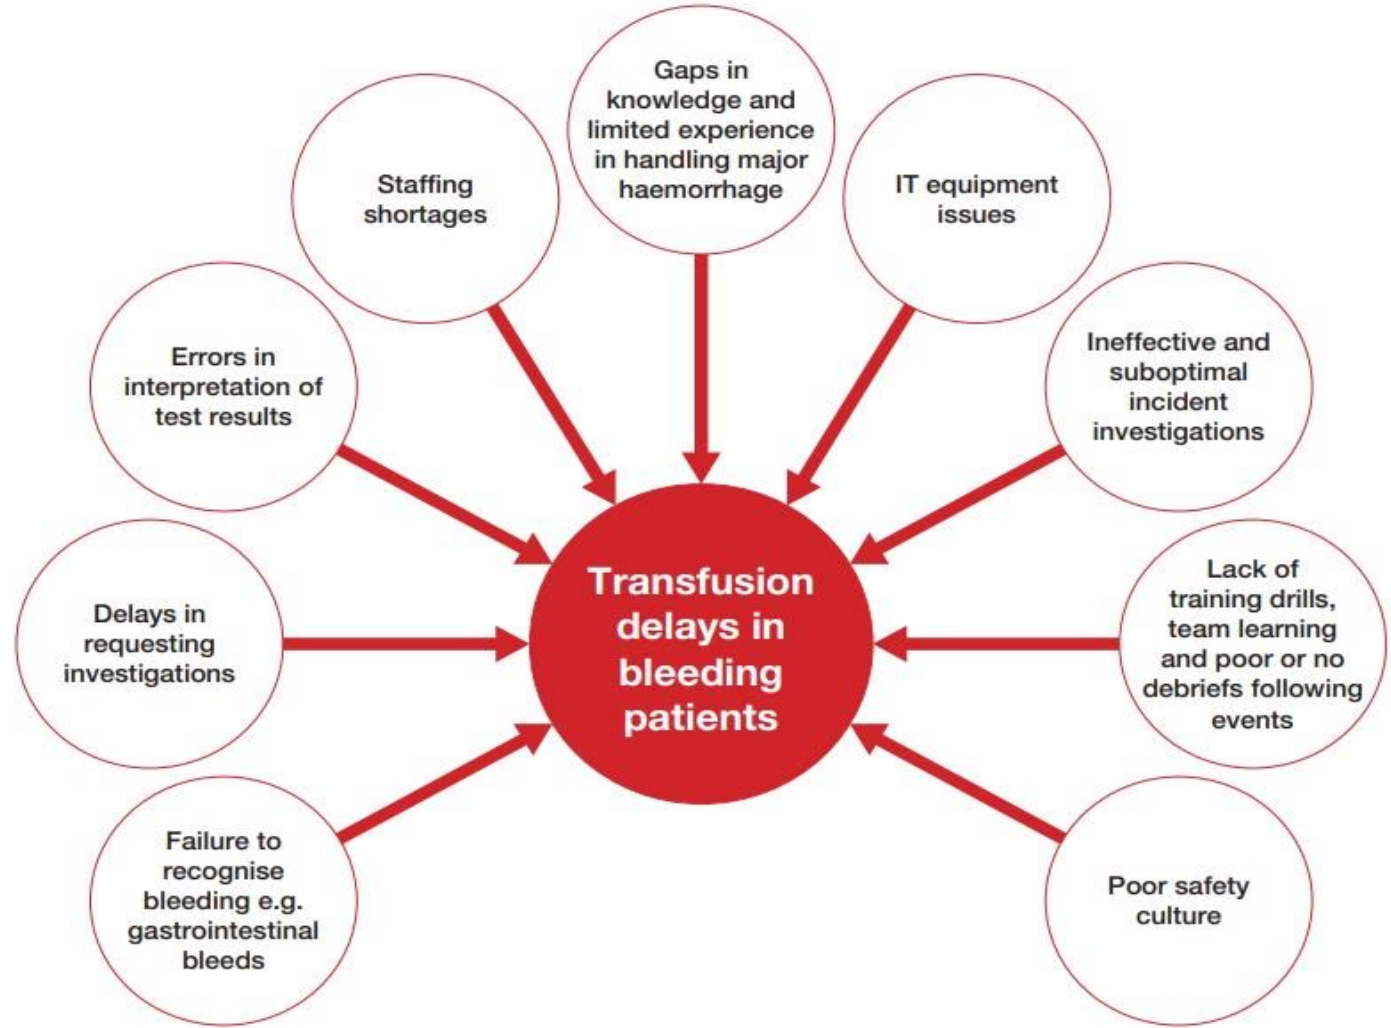 Gaps in
knowledge and
limited experience
in handling major
haemorrhage
Staffing
shortages
IT equipment
issues
Errors in
interpretation of
test results
Ineffective and
suboptimal
incident
investigations
Delays in
requesting
investigations
Transfusion
delays in
bleeding
patients
Lack of
training drills,
team learning
and poor or no
debriefs following
events
Failure to
recognise
bleeding e.g.
gastrointestinal
bleeds
Poor safety
culture